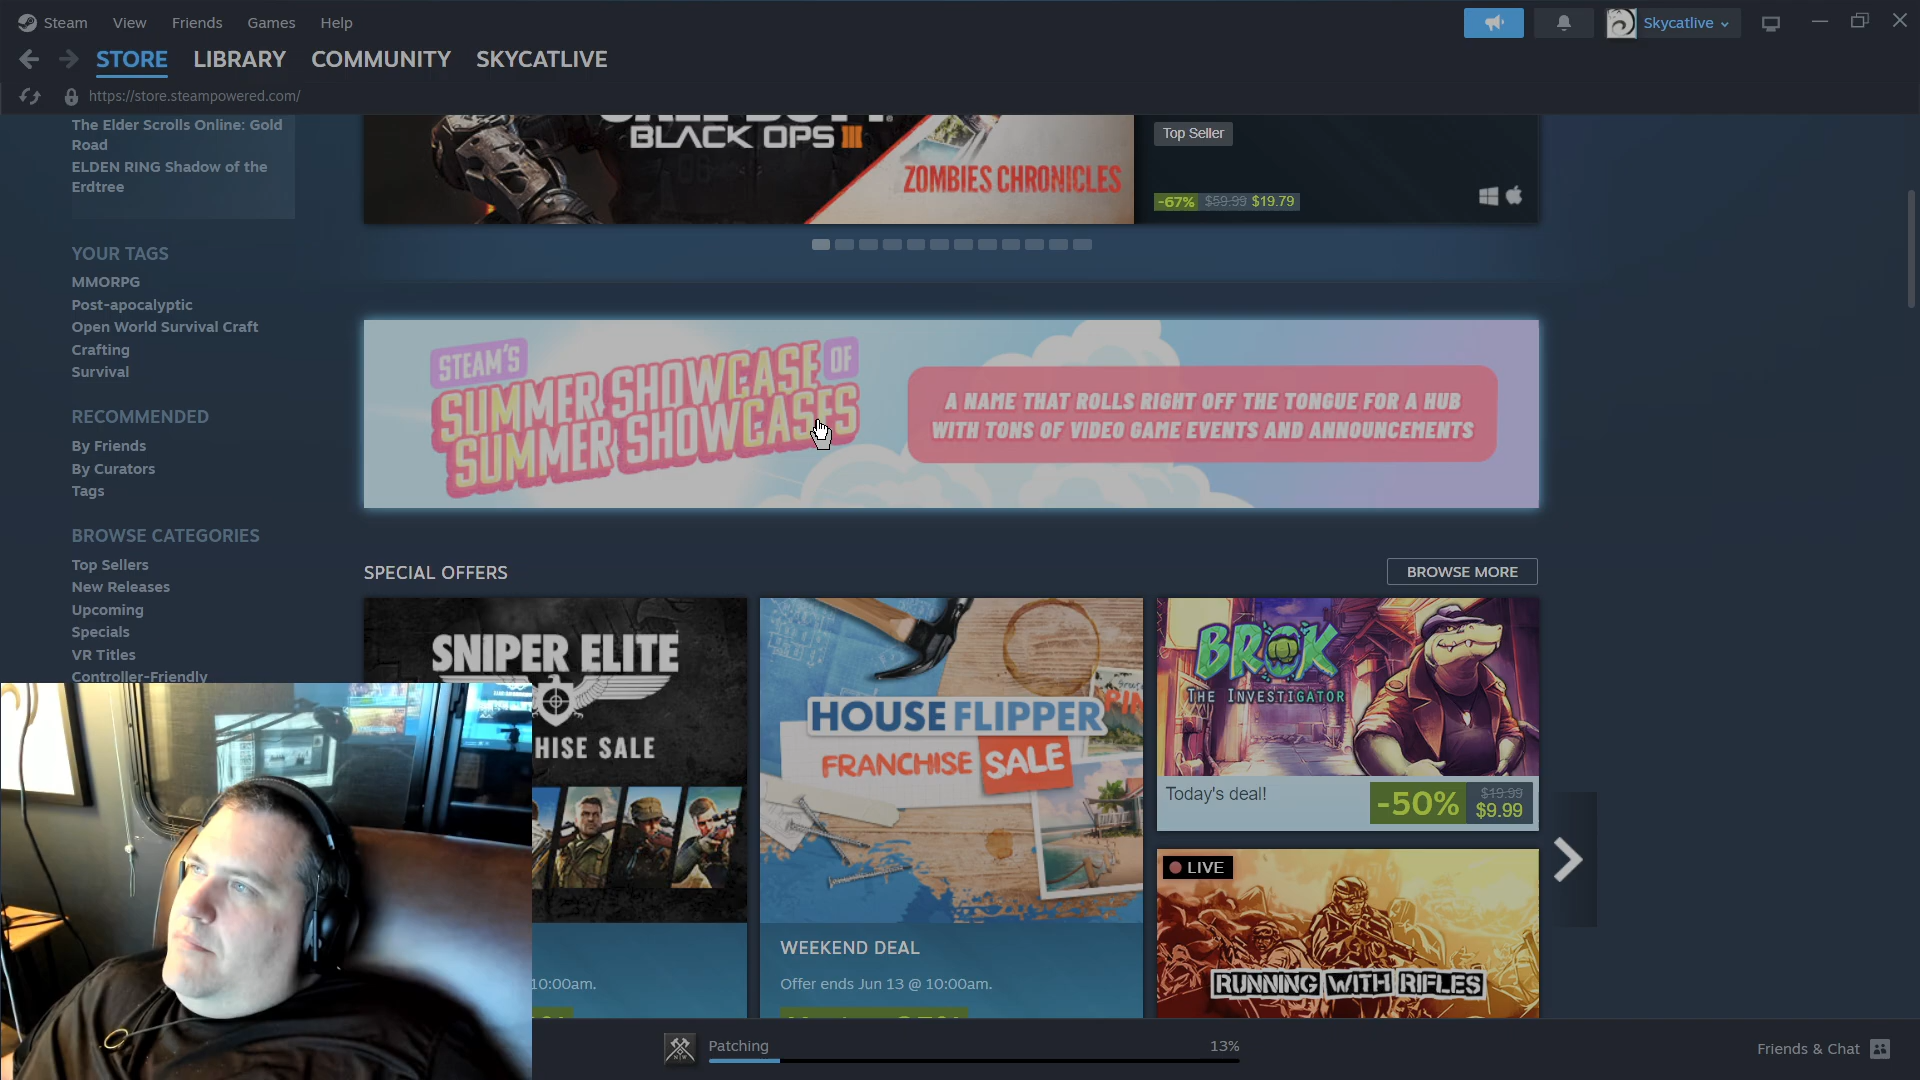 Steam View Friends Games Help
Skycatlive
STORE LIBRARY COMMUNITY SKYCATLIVE
https://store.steampowered.com/
The Elder Scrolls Online: Gold
Road
ELDEN RING Shadow of the
Erdtree
BLACK OPS III
ZOMBIES CHRONICLES
Top Seller
-67% $59.99 $19.79
YOUR TAGS
MMORPG
Post-apocalyptic
Open World Survival Craft
Crafting
Survival
STEAM'S
SUMMER SHOWCASE OF
SUMMER SHOWCASES
A NAME THAT ROLLS RIGHT OFF THE TONGUE FOR A HUB
WITH TONS OF VIDEO GAME EVENTS AND ANNOUNCEMENTS
RECOMMENDED
By Friends
By Curators
Tags
BROWSE CATEGORIES
Top Sellers
New Releases
Upcoming
Specials
VR Titles
Controller-Friendly
SPECIAL OFFERS
BROWSE MORE
SNIPER ELITE
HISE SALE
10:00am.
HOUSE FLIPPER
FRANCHISE SALE
WEEKEND DEAL
Offer ends Jun 13 @ 10:00am.
BROK
THE INVESTIGATOR
Today's deal!
-50% $19.99
$9.99
LIVE
RUNNING WITH RIFLES
Patching 13%
Friends & Chat